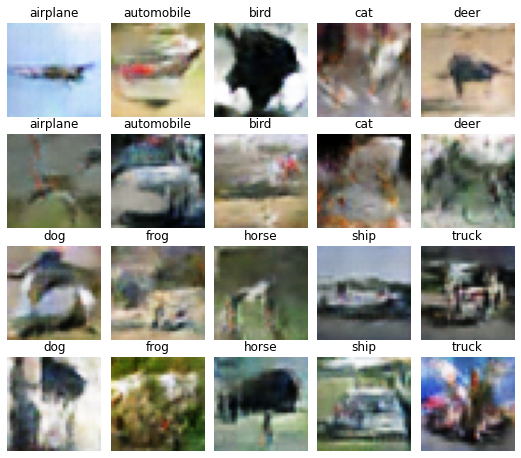 airplane automobile bird cat deer
airplane automobile bird cat deer
dog frog horse ship truck
dog frog horse ship truck